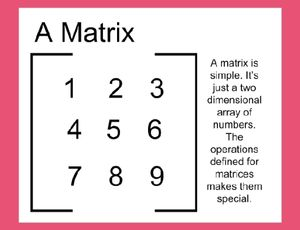 A Matrix
1 2 3
4 5 6
7 8 9
A matrix is
simple. It's
just a two
dimensional
array of
numbers.
The
operations
defined for
matrices
makes them
special.